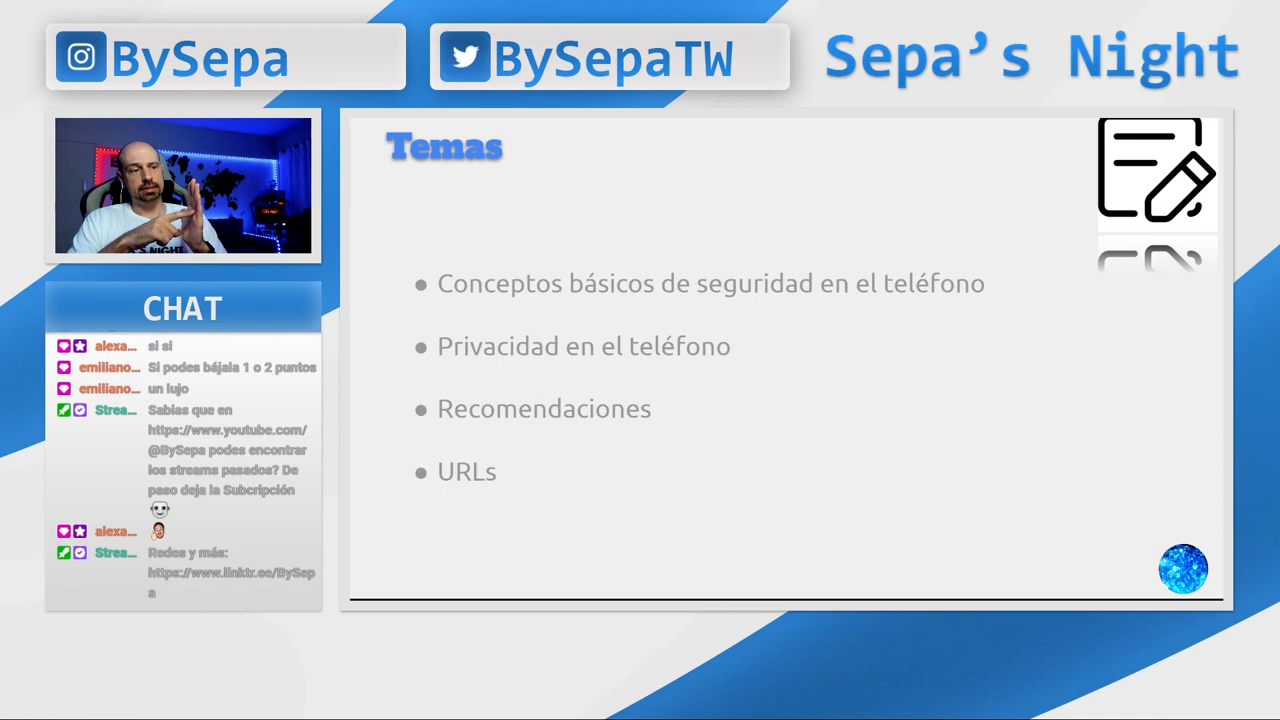 BySepa
BySepaTW
Sepa's Night
Temas
Conceptos básicos de seguridad en el teléfono
Privacidad en el teléfono
Recomendaciones
URLs
CHAT
alexa... si si
emiliano... Si podes bájala 1 o 2 puntos
emiliano... un lujo
Strea... Sabias que en
https://www.youtube.com/
@BySepa podes encontrar
los streams pasados? De
paso deja la Subcripción
alexa...
Strea... Redes y más:
https://www.linktr.ee/BySep
a